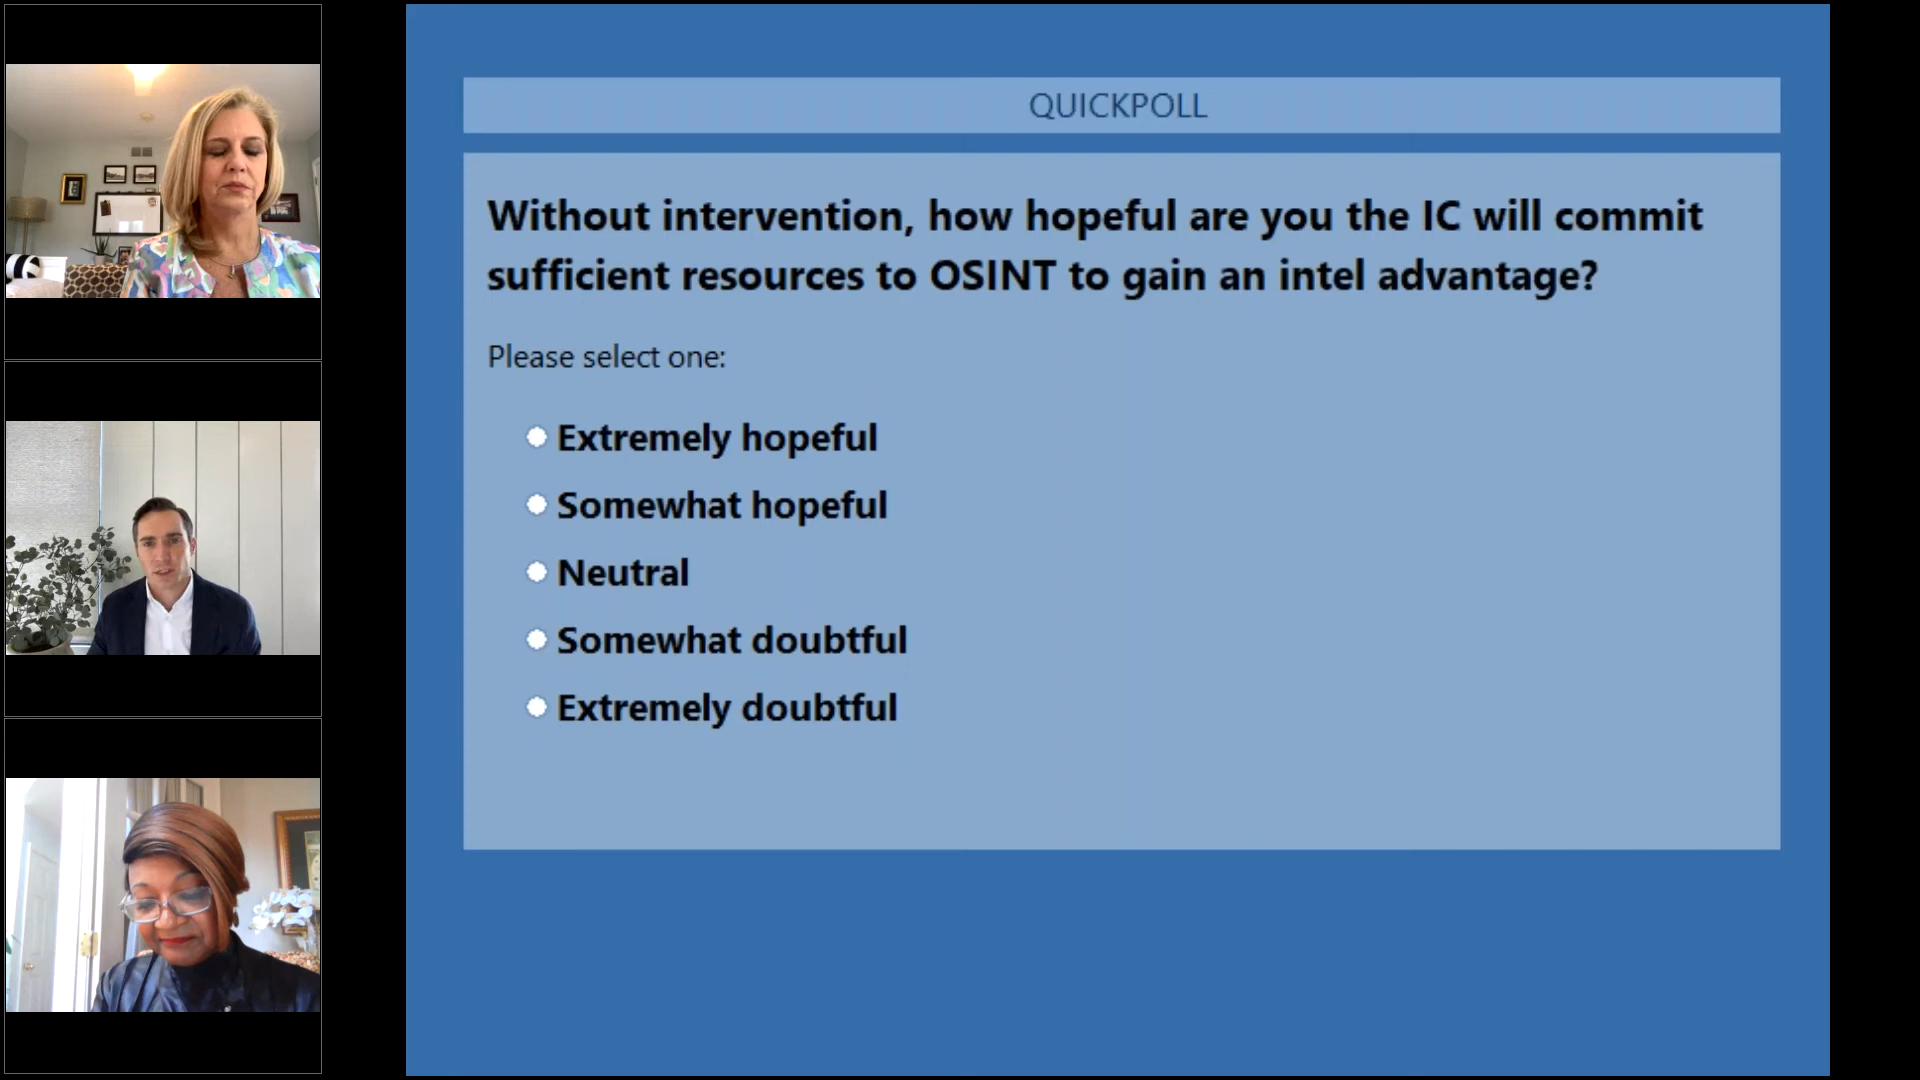 QUICKPOLL
Without intervention, how hopeful are you the IC will commit
sufficient resources to OSINT to gain an intel advantage?
Please select one:
Extremely hopeful
Somewhat hopeful
Neutral
Somewhat doubtful
Extremely doubtful